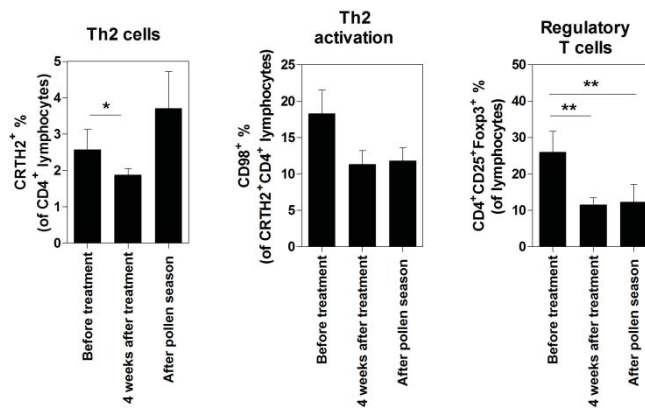 Th2 cells
CRTH2⁺ %
(of CD4⁺ lymphocytes)
5
4
3
2
1
0
*
Before treatment
4 weeks after treatment
After pollen season
Th2
activation
CD98⁺ %
(of CRTH2⁺CD4⁺ lymphocytes)
25
20
15
10
5
0
Before treatment
4 weeks after treatment
After pollen season
Regulatory
T cells
CD4⁺CD25⁺Foxp3⁺ %
(of lymphocytes)
50
40
30
20
10
0
**
**
Before treatment
4 weeks after treatment
After pollen season